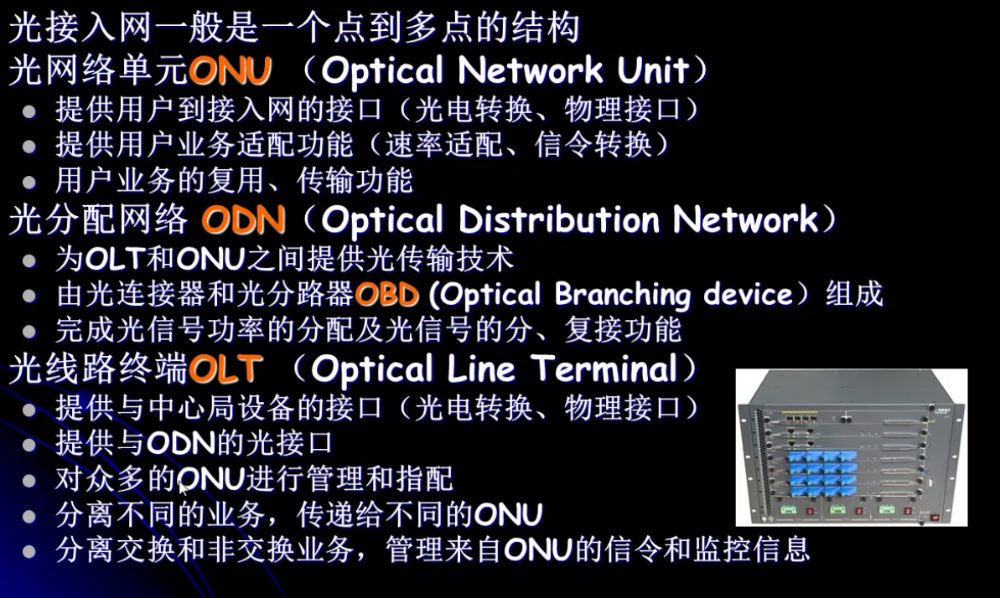 光接入网一般是一个点到多点的结构
光网络单元ONU （Optical Network Unit）
提供用户到接入网的接口（光电转换、物理接口）
提供用户业务适配功能（速率适配、信令转换）
用户业务的复用、传输功能
光分配网络 ODN（Optical Distribution Network）
为OLT和ONU之间提供光传输技术
由光连接器和光分路器OBD (Optical Branching device）组成
完成光信号功率的分配及光信号的分、复接功能
光线路终端OLT （Optical Line Terminal）
提供与中心局设备的接口（光电转换、物理接口）
提供与ODN的光接口
对众多的ONU进行管理和指配
分离不同的业务，传递给不同的ONU
分离交换和非交换业务，管理来自ONU的信令和监控信息